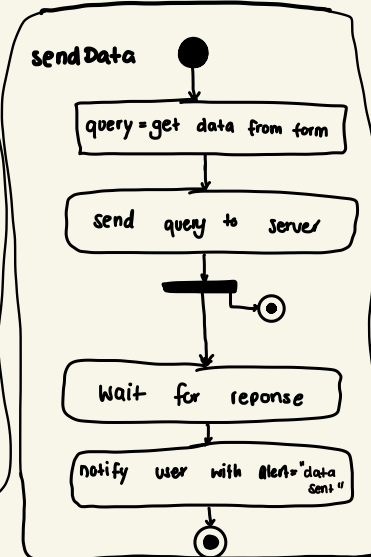 sendData
query = get data from form
send query to server
Wait for reponse
notify user with alert="data
sent"